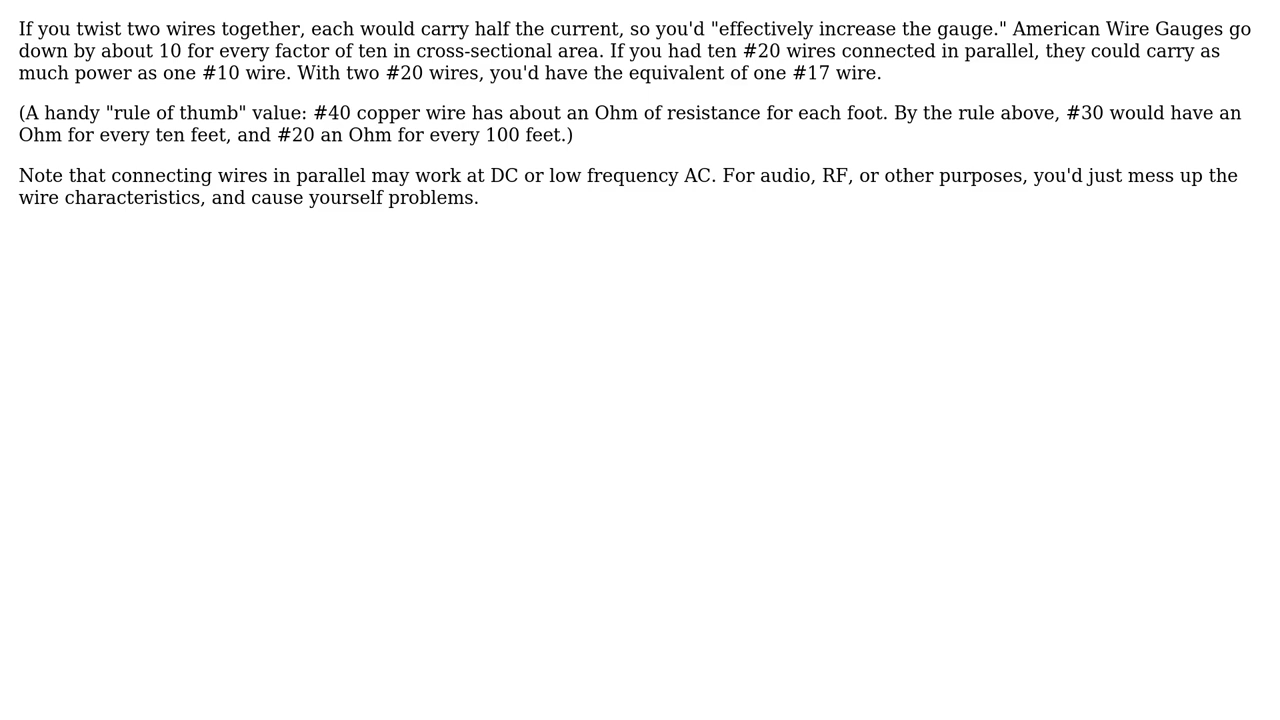 If you twist two wires together, each would carry half the current, so you'd "effectively increase the gauge." American Wire Gauges go
down by about 10 for every factor of ten in cross-sectional area. If you had ten #20 wires connected in parallel, they could carry as
much power as one #10 wire. With two #20 wires, you'd have the equivalent of one #17 wire.
(A handy "rule of thumb" value: #40 copper wire has about an Ohm of resistance for each foot. By the rule above, #30 would have an
Ohm for every ten feet, and #20 an Ohm for every 100 feet.)
Note that connecting wires in parallel may work at DC or low frequency AC. For audio, RF, or other purposes, you'd just mess up the
wire characteristics, and cause yourself problems.